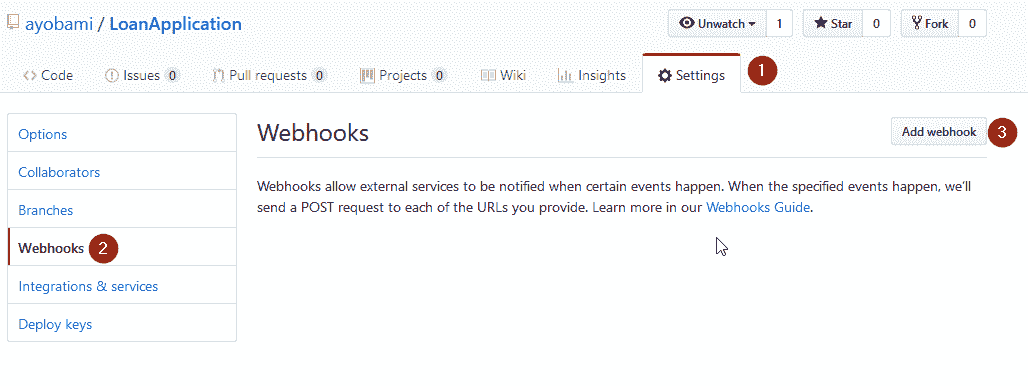 ayobami / LoanApplication Unwatch 1 Star 0 Fork 0
Code Issues 0 Pull requests 0 Projects 0 Wiki Insights Settings 1
Options
Collaborators
Branches
Webhooks 2
Integrations & services
Deploy keys
Webhooks Add webhook 3
Webhooks allow external services to be notified when certain events happen. When the specified events happen, we'll
send a POST request to each of the URLs you provide. Learn more in our Webhooks Guide.